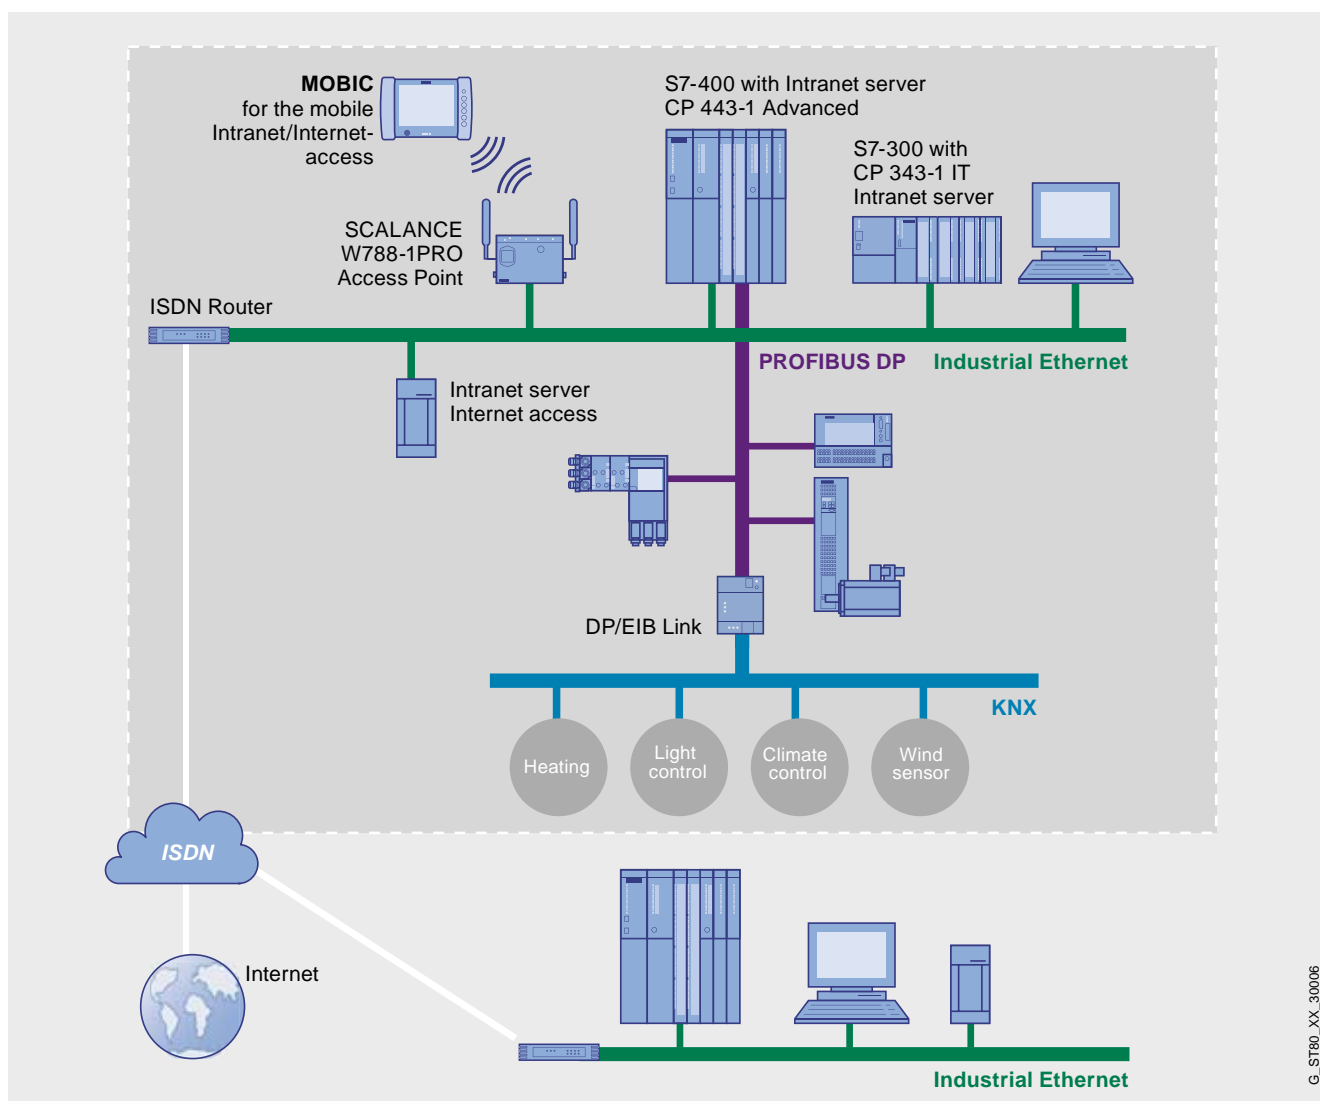 MOBIC
for the mobile
Intranet/Internet-
access
S7-400 with Intranet server
CP 443-1 Advanced
S7-300 with
CP 343-1 IT
Intranet server
SCALANCE
W788-1PRO
Access Point
ISDN Router
PROFIBUS DP
Industrial Ethernet
Intranet server
Internet access
DP/EIB Link
KNX
Heating
Light
control
Climate
control
Wind
sensor
ISDN
Internet
Industrial Ethernet
G_ST80_XX_30006